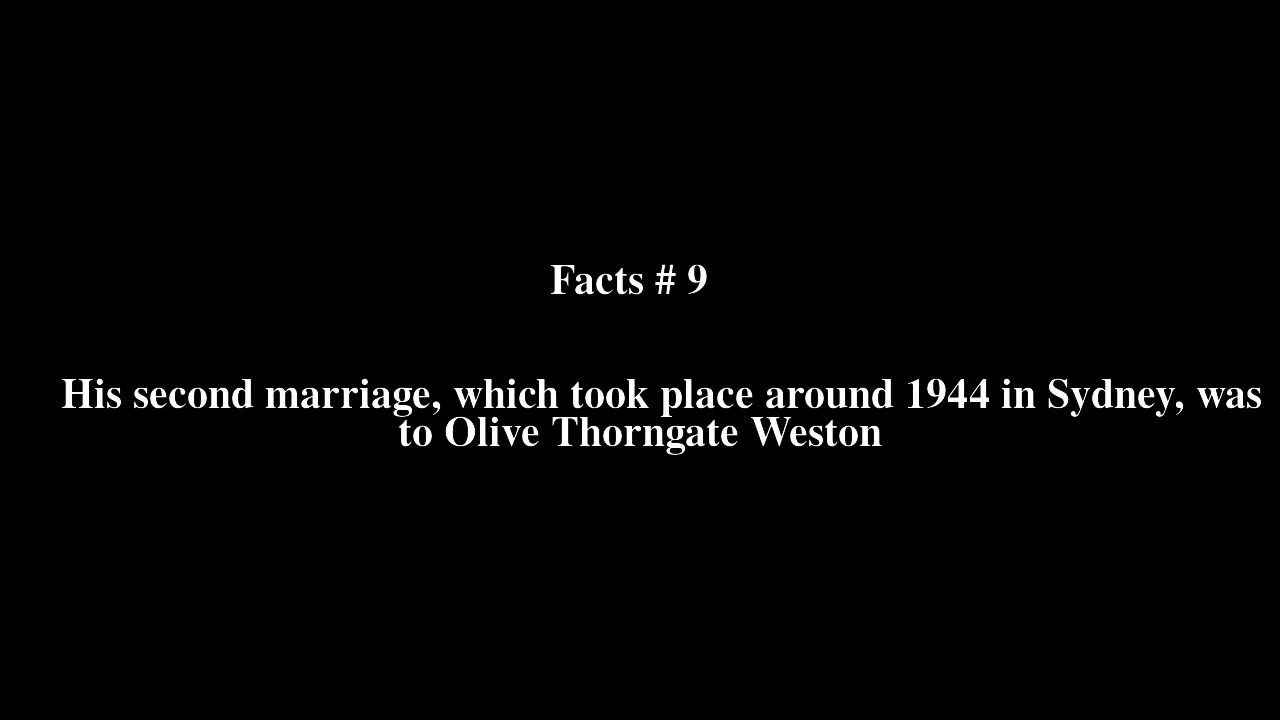 Facts # 9
His second marriage, which took place around 1944 in Sydney, was
to Olive Thorngate Weston